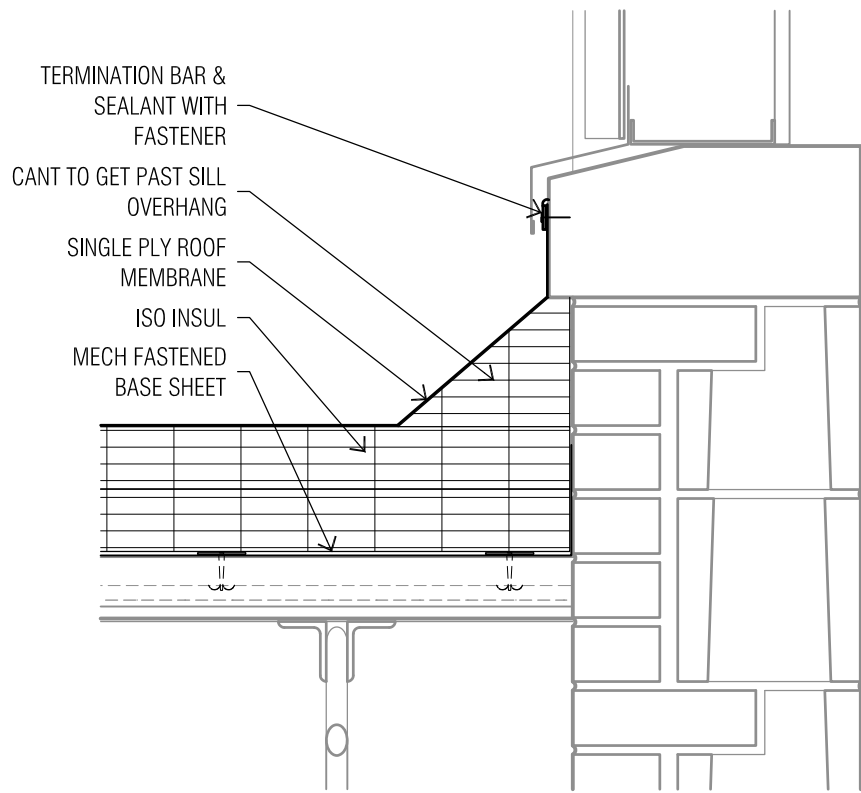 TERMINATION BAR &
SEALANT WITH
FASTENER
CANT TO GET PAST SILL
OVERHANG
SINGLE PLY ROOF
MEMBRANE
ISO INSUL
MECH FASTENED
BASE SHEET